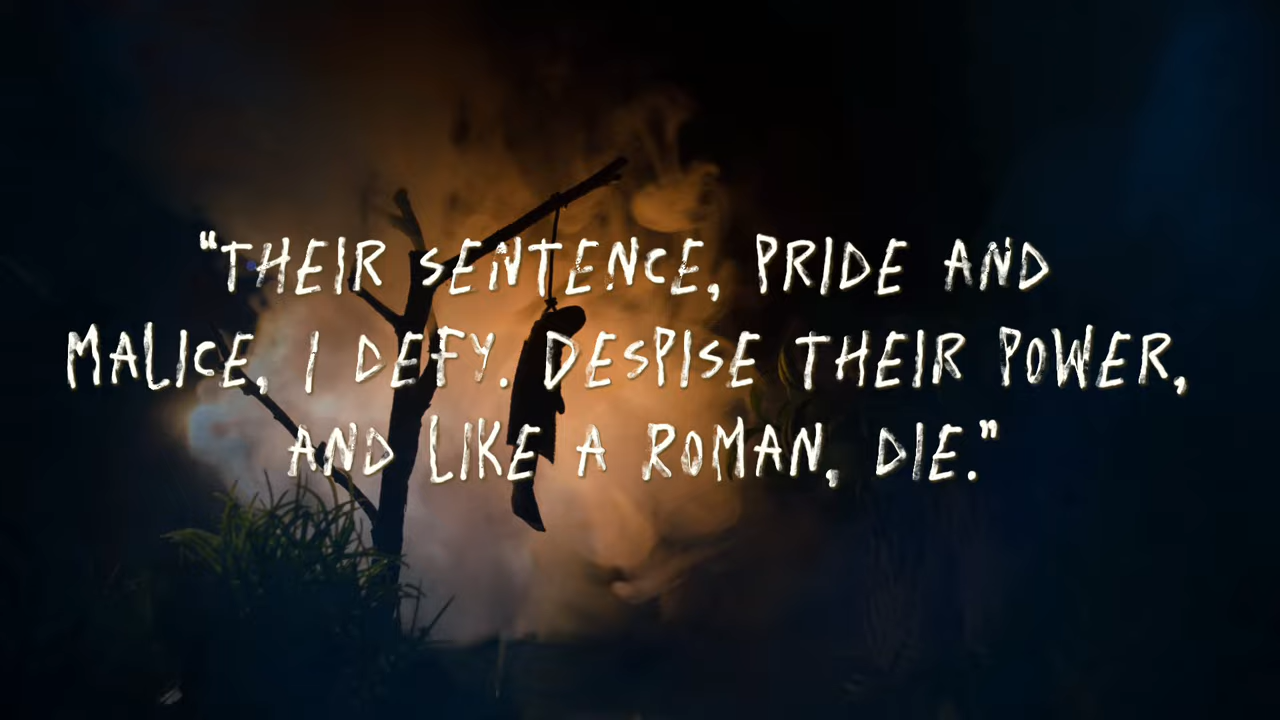 "THEIR SENTENCE, PRIDE AND
MALICE, I DEFY. DESPISE THEIR POWER,
AND LIKE A ROMAN, DIE."